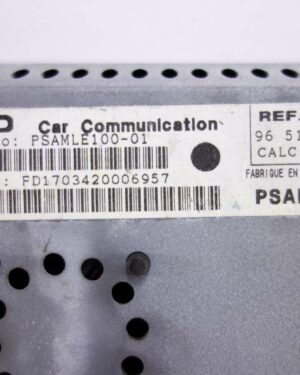 P Car Communication
o: PSAMLE100-01
: FD1703420006957
REF.
96 51
CALC
FABRIQUE EN
PSA